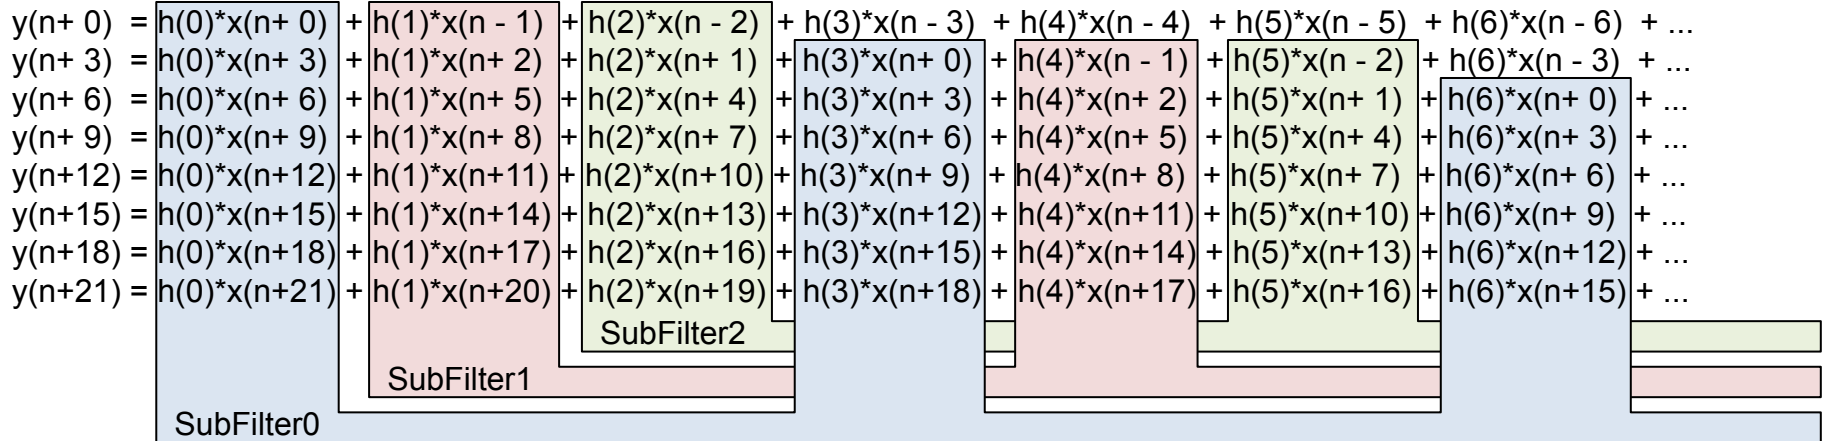 y(n+ 0) = h(0)*x(n+ 0) + h(1)*x(n - 1) + h(2)*x(n - 2) + h(3)*x(n - 3) + h(4)*x(n - 4) + h(5)*x(n - 5) + h(6)*x(n - 6) + ...
y(n+ 3) = h(0)*x(n+ 3) + h(1)*x(n+ 2) + h(2)*x(n+ 1) + h(3)*x(n+ 0) + h(4)*x(n - 1) + h(5)*x(n - 2) + h(6)*x(n - 3) + ...
y(n+ 6) = h(0)*x(n+ 6) + h(1)*x(n+ 5) + h(2)*x(n+ 4) + h(3)*x(n+ 3) + h(4)*x(n+ 2) + h(5)*x(n+ 1) + h(6)*x(n+ 0) + ...
y(n+ 9) = h(0)*x(n+ 9) + h(1)*x(n+ 8) + h(2)*x(n+ 7) + h(3)*x(n+ 6) + h(4)*x(n+ 5) + h(5)*x(n+ 4) + h(6)*x(n+ 3) + ...
y(n+12) = h(0)*x(n+12) + h(1)*x(n+11) + h(2)*x(n+10) + h(3)*x(n+ 9) + h(4)*x(n+ 8) + h(5)*x(n+ 7) + h(6)*x(n+ 6) + ...
y(n+15) = h(0)*x(n+15) + h(1)*x(n+14) + h(2)*x(n+13) + h(3)*x(n+12) + h(4)*x(n+11) + h(5)*x(n+10) + h(6)*x(n+ 9) + ...
y(n+18) = h(0)*x(n+18) + h(1)*x(n+17) + h(2)*x(n+16) + h(3)*x(n+15) + h(4)*x(n+14) + h(5)*x(n+13) + h(6)*x(n+12) + ...
y(n+21) = h(0)*x(n+21) + h(1)*x(n+20) + h(2)*x(n+19) + h(3)*x(n+18) + h(4)*x(n+17) + h(5)*x(n+16) + h(6)*x(n+15) + ...
SubFilter2
SubFilter1
SubFilter0